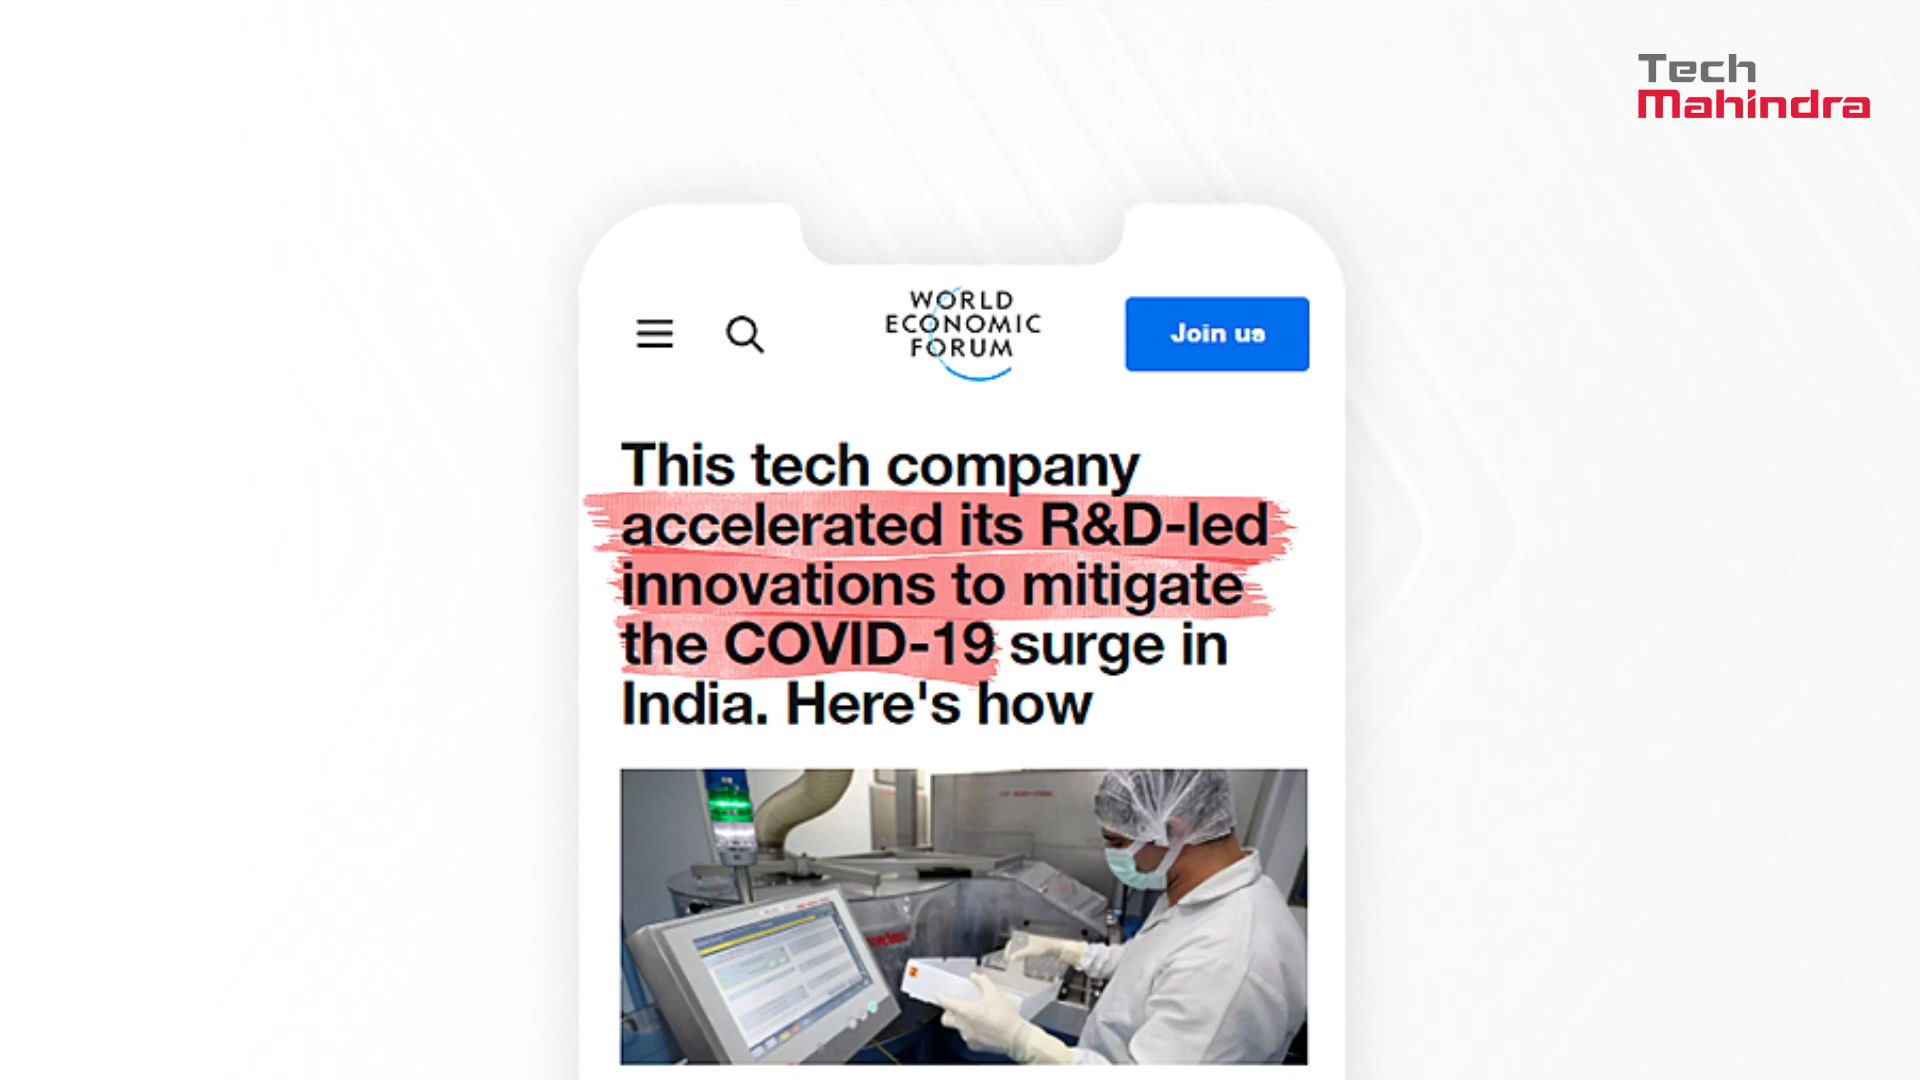 Tech
Mahindra
WORLD
ECONOMIC
FORUM
Join us
This tech company
accelerated its R&D-led
innovations to mitigate
the COVID-19 surge in
India. Here's how